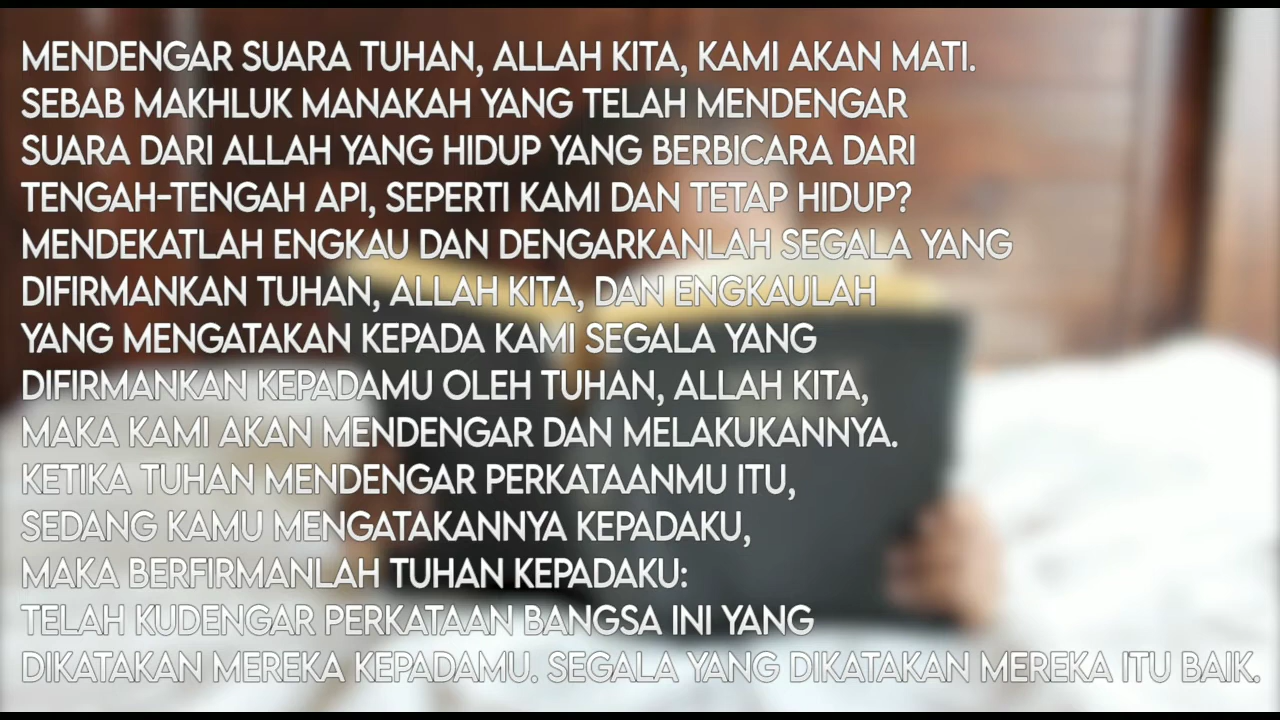 MENDENGAR SUARA TUHAN, ALLAH KITA, KAMI AKAN MATI.
SEBAB MAKHLUK MANAKAH YANG TELAH MENDENGAR
SUARA DARI ALLAH YANG HIDUP YANG BERBICARA DARI
TENGAH-TENGAH API, SEPERTI KAMI DAN TETAP HIDUP?
MENDEKATLAH ENGKAU DAN DENGARKANLAH SEGALA YANG
DIFIRMANKAN TUHAN, ALLAH KITA, DAN ENGKAULAH
YANG MENGATAKAN KEPADA KAMI SEGALA YANG
DIFIRMANKAN KEPADAMU OLEH TUHAN, ALLAH KITA,
MAKA KAMI AKAN MENDENGAR DAN MELAKUKANNYA.
KETIKA TUHAN MENDENGAR PERKATAANMU ITU,
SEDANG KAMU MENGATAKANNYA KEPADAKU,
MAKA BERFIRMANLAH TUHAN KEPADAKU:
TELAH KUDENGAR PERKATAAN BANGSA INI YANG
DIKATAKAN MEREKA KEPADAMU. SEGALA YANG DIKATAKAN MEREKA ITU BAIK.